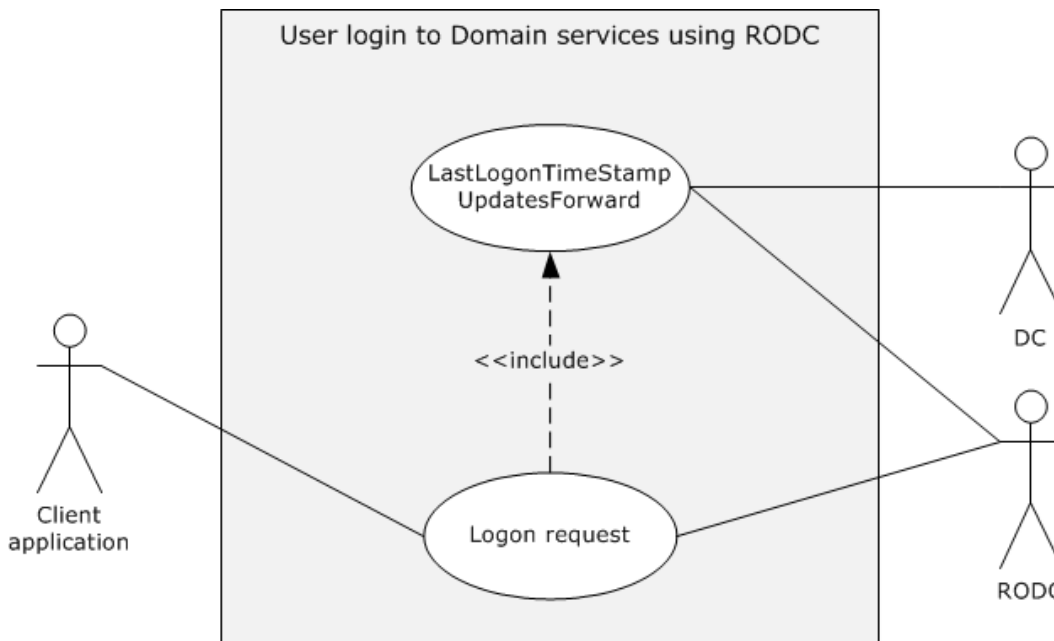 User login to Domain services using RODC
LastLogonTimeStamp
UpdatesForward
DC
<<include>>
Client
application
Logon request
RODC